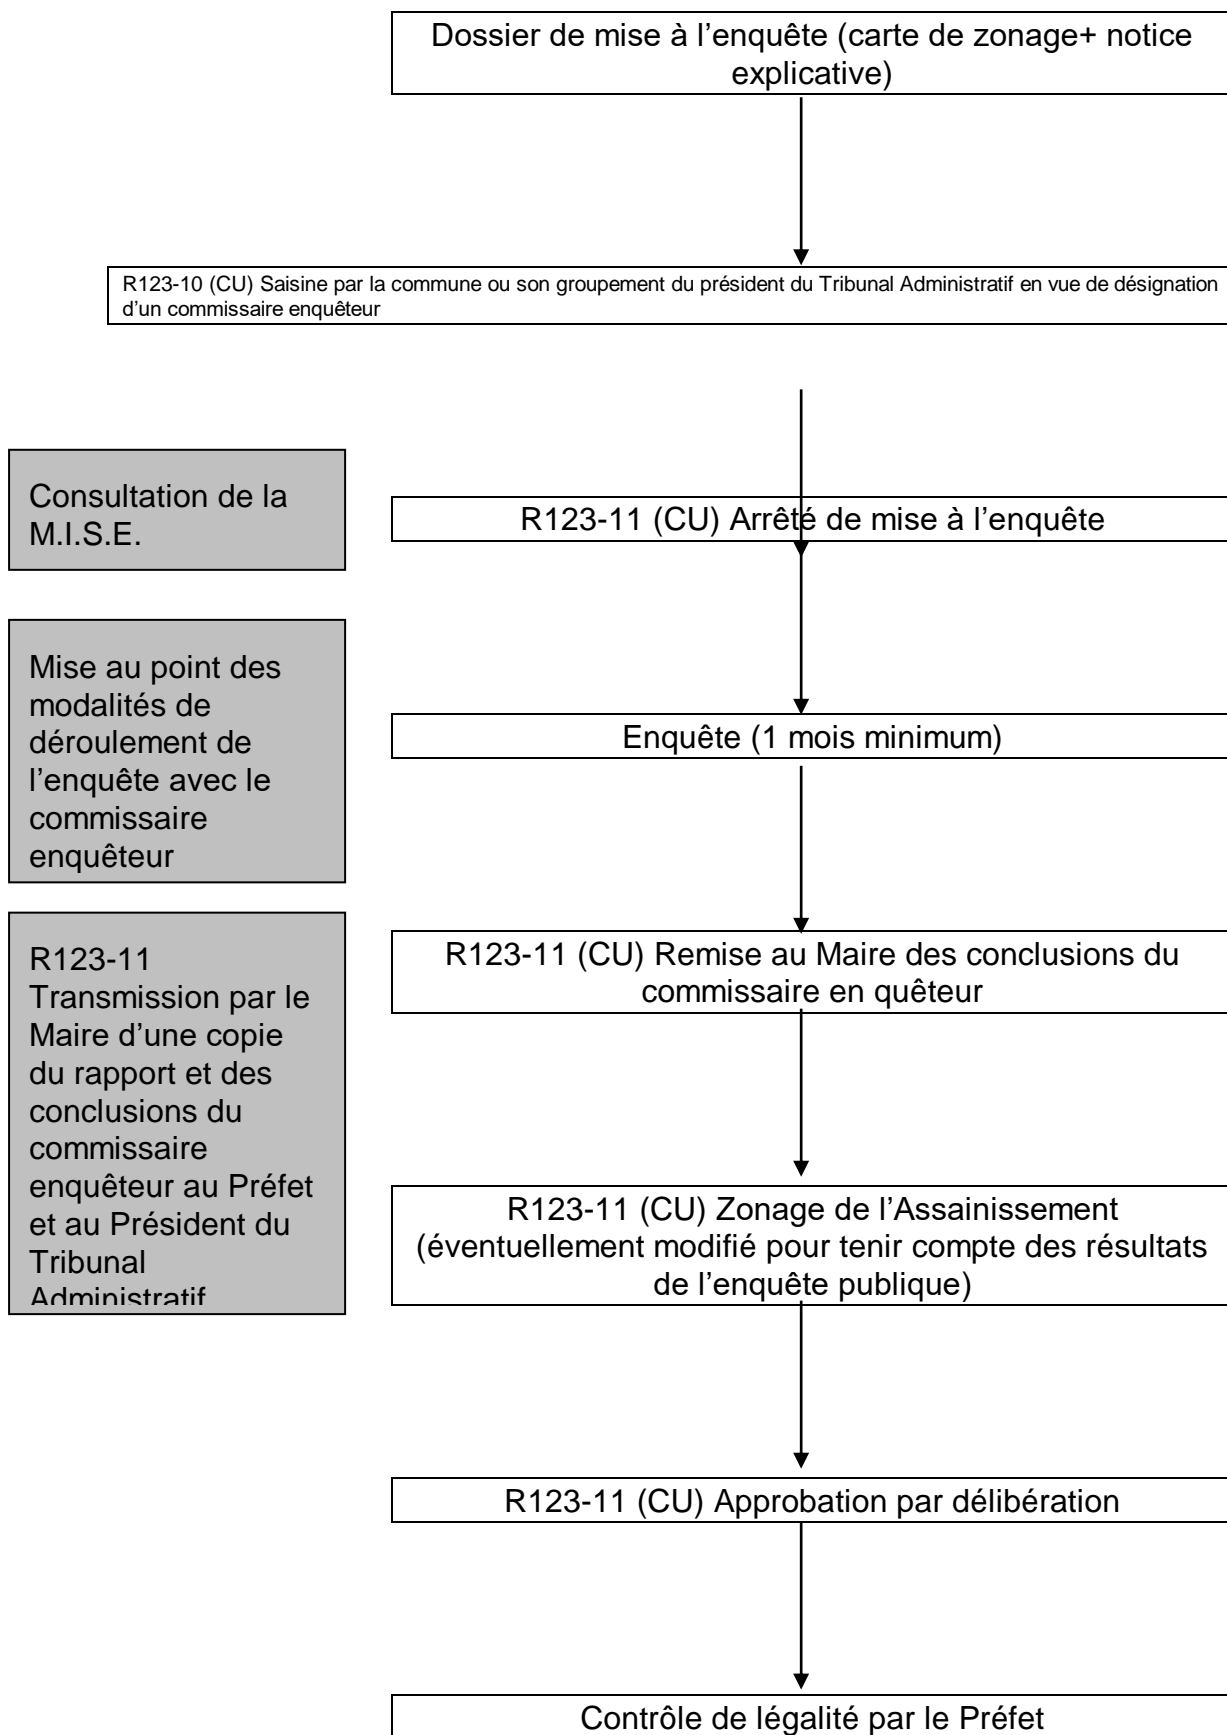 Dossier de mise à l’enquête (carte de zonage+ notice
explicative)
R123-10 (CU) Saisine par la commune ou son groupement du président du Tribunal Administratif en vue de désignation
d’un commissaire enquêteur
Consultation de la
M.I.S.E.
R123-11 (CU) Arrêté de mise à l’enquête
Mise au point des
modalités de
déroulement de
l’enquête avec le
commissaire
enquêteur
Enquête (1 mois minimum)
R123-11
Transmission par le
Maire d’une copie
du rapport et des
conclusions du
commissaire
enquêteur au Préfet
et au Président du
Tribunal
Administratif
R123-11 (CU) Remise au Maire des conclusions du
commissaire en quêteur
R123-11 (CU) Zonage de l’Assainissement
(éventuellement modifié pour tenir compte des résultats
de l’enquête publique)
R123-11 (CU) Approbation par délibération
Contrôle de légalité par le Préfet